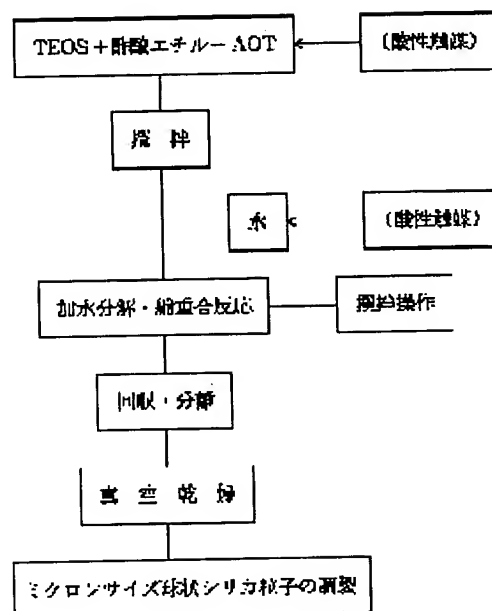 TEOS+酢酸エチル-AOT
(酸性触媒)
攪拌
水
(酸性触媒)
加水分解・縮重合反応
攪拌操作
回収・分離
真空乾燥
ミクロンサイズ球状シリカ粒子の調製